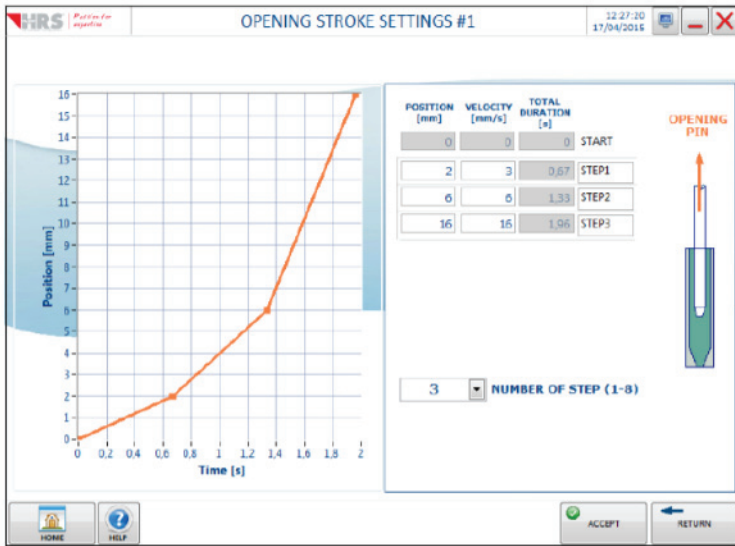 HRS
OPENING STROKE SETTINGS #1
12:27:20
17/04/2015
POSITION [mm] VELOCITY [mm/s] TOTAL DURATION [s]
0 0 0 START
2 3 0,67 STEP1
6 6 1,33 STEP2
16 16 1,96 STEP3
OPENING PIN
3 NUMBER OF STEP (1-8)
Position [mm]
16
15
14
13
12
11
10
9
8
7
6
5
4
3
2
1
0
0 0,2 0,4 0,6 0,8 1 1,2 1,4 1,6 1,8 2
Time [s]
HOME
HELP
ACCEPT
RETURN